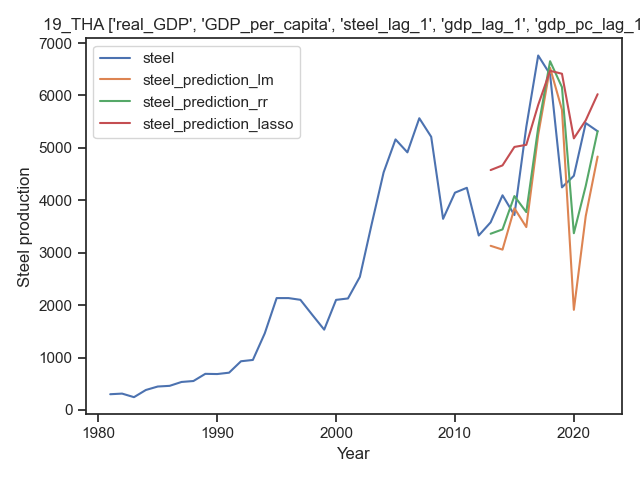 19_THA ['real_GDP', 'GDP_per_capita', 'steel_lag_1', 'gdp_lag_1', 'gdp_pc_lag_1
steel
steel_prediction_lm
steel_prediction_rr
steel_prediction_lasso
7000
6000
5000
4000
3000
2000
1000
0
Steel production
1980
1990
2000
2010
2020
Year